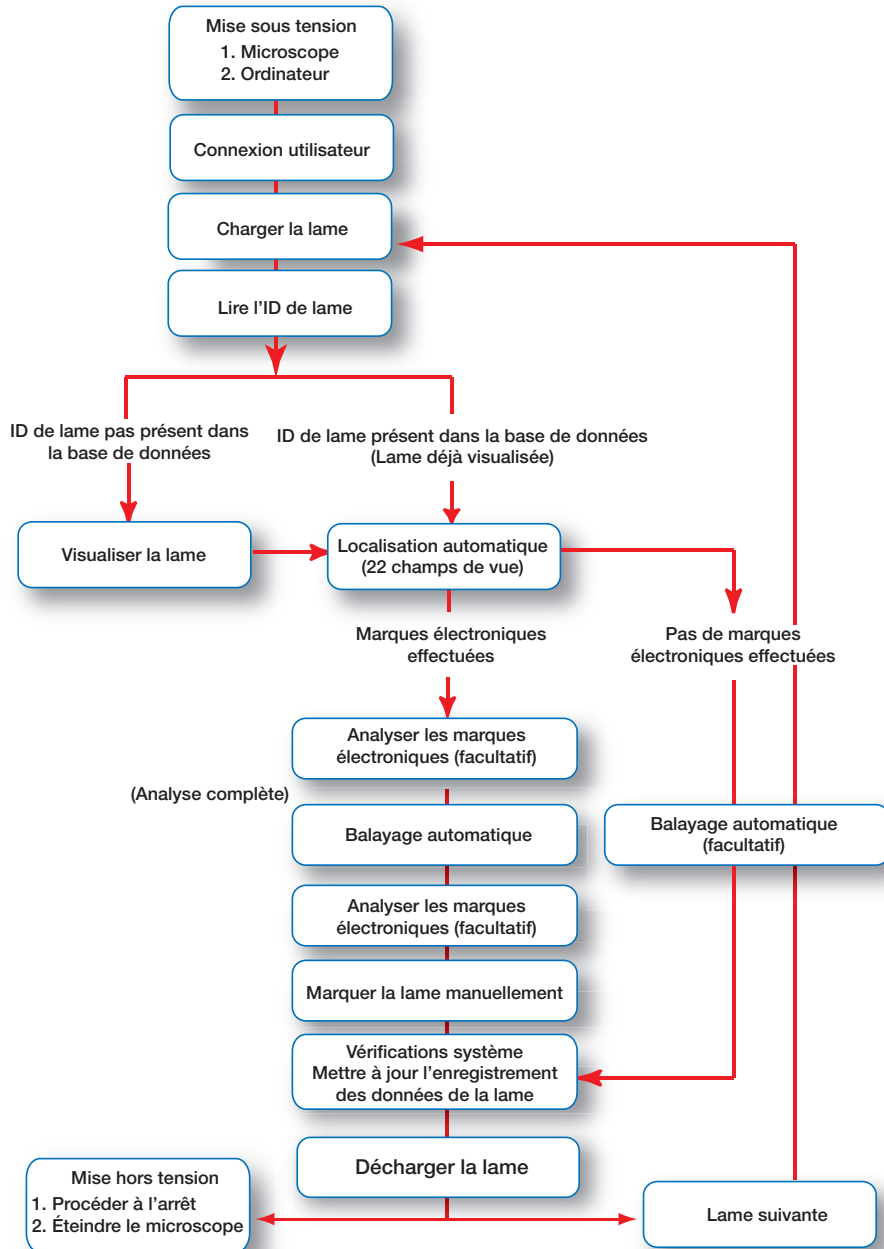 Mise sous tension
1. Microscope
2. Ordinateur
Connexion utilisateur
Charger la lame
Lire l’ID de lame
ID de lame pas présent dans
la base de données
ID de lame présent dans la base de données
(Lame déjà visualisée)
Visualiser la lame
Localisation automatique
(22 champs de vue)
Marques électroniques
effectuées
Pas de marques
électroniques effectuées
Analyser les marques
électroniques (facultatif)
(Analyse complète)
Balayage automatique
Balayage automatique
(facultatif)
Analyser les marques
électroniques (facultatif)
Marquer la lame manuellement
Vérifications système
Mettre à jour l’enregistrement
des données de la lame
Décharger la lame
Mise hors tension
1. Procéder à l’arrêt
2. Éteindre le microscope
Lame suivante